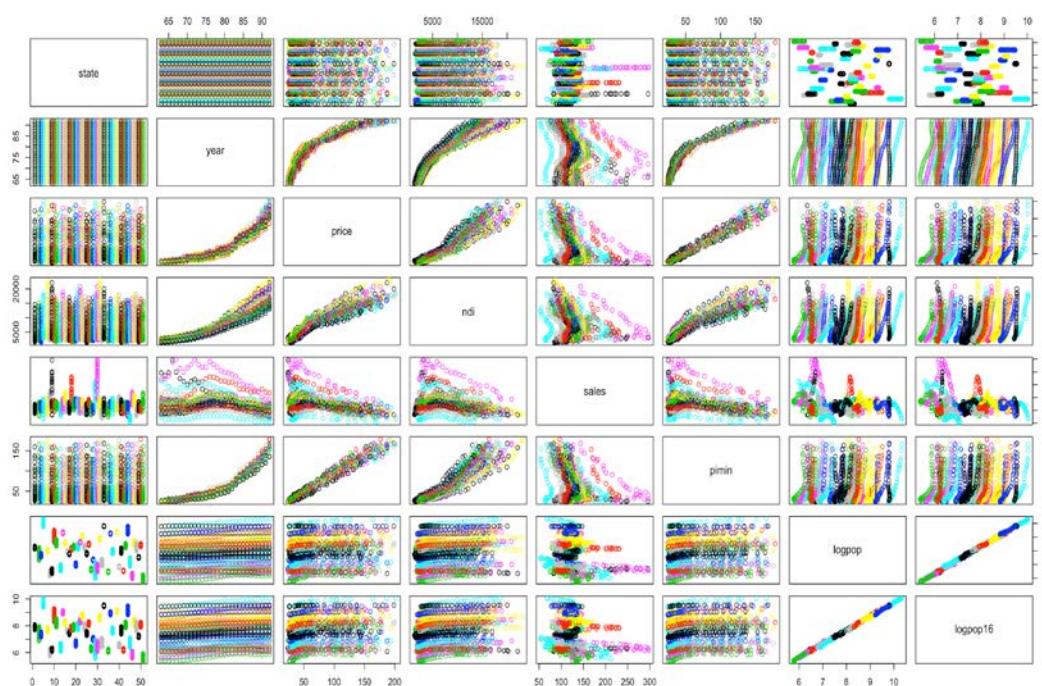 65 70 75 80 85 90 5000 15000 50 100 150 6 7 8 9 10
state
65 75 85 year
price
5000 20000 ndi
sales
50 150 pimin
logpop
6 8 10 logpop16
0 10 20 30 40 50 50 100 150 200 50 100 150 200 250 300 6 7 8 9 10